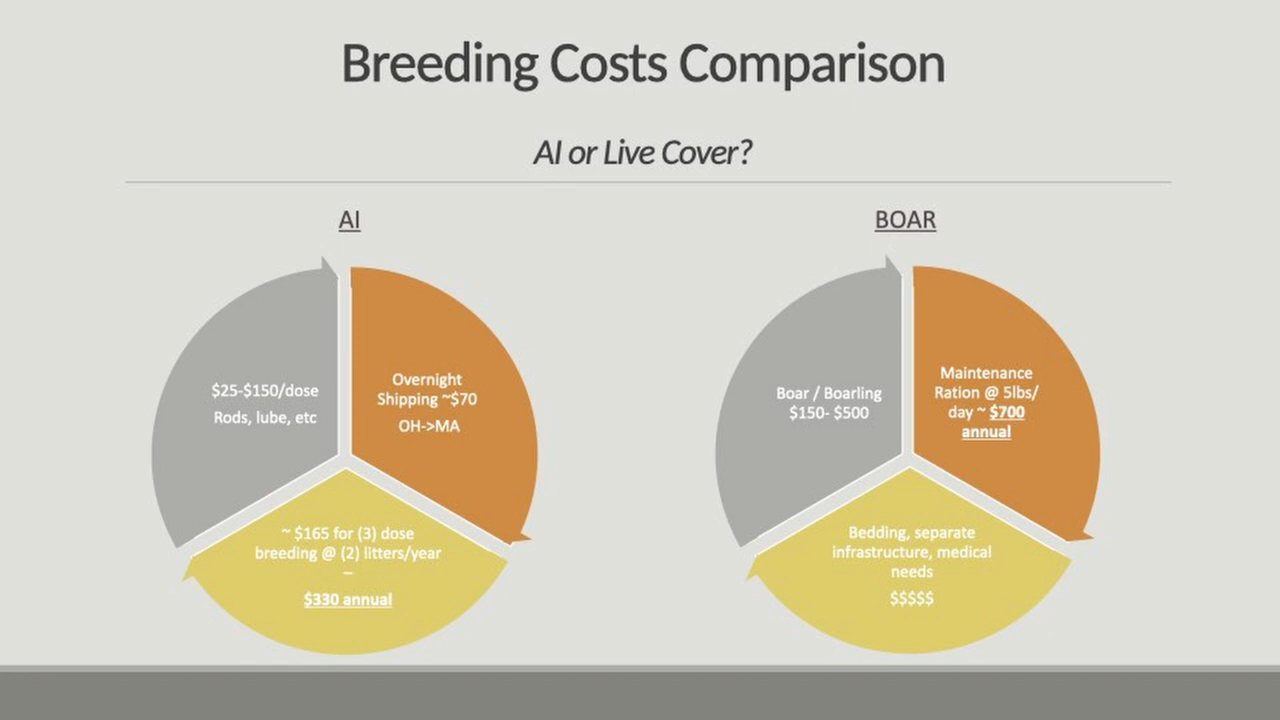 Breeding Costs Comparison
AI or Live Cover?
AI
$25-$150/dose
Rods, lube, etc
Overnight
Shipping ~$70
OH->MA
~ $165 for (3) dose
breeding @ (2) litters/year
–
$330 annual
BOAR
Boar / Boarling
$150- $500
Maintenance
Ration @ 5lbs/
day ~ $700
annual
Bedding, separate
infrastructure, medical
needs
$$$$$